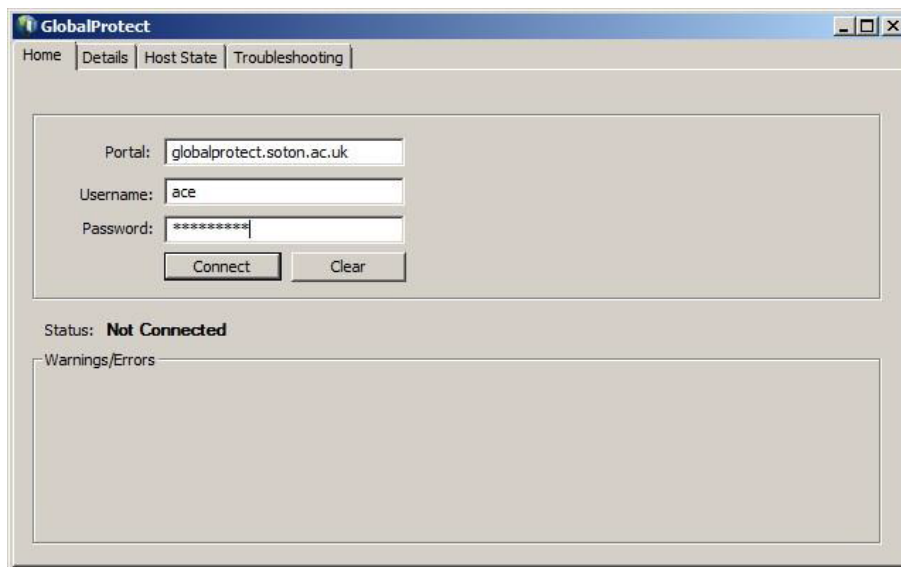 GlobalProtect
Home Details Host State Troubleshooting
Portal: globalprotect.soton.ac.uk
Username: ace
Password: *********
Connect Clear
Status: Not Connected
Warnings/Errors